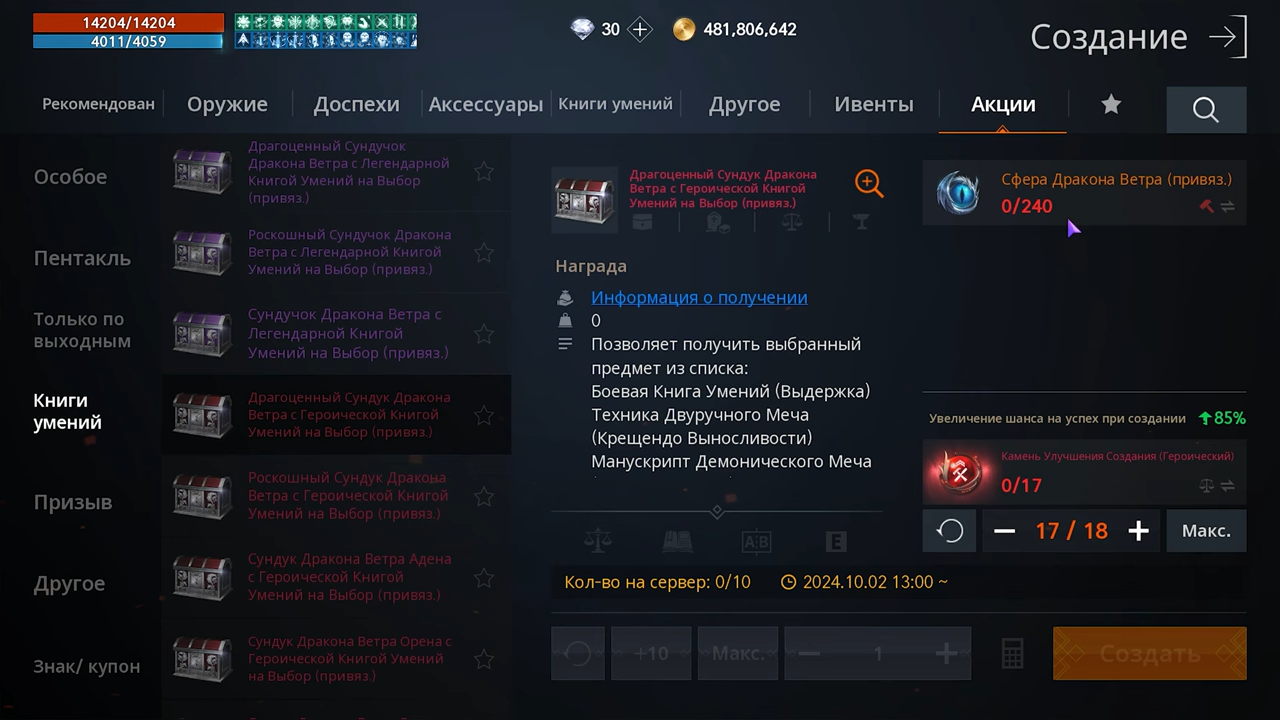 14204/14204
4011/4059
30
481,806,642
Создание
Рекомендован
Оружие
Доспехи
Аксессуары
Книги умений
Другое
Ивенты
Акции
Особое
Пентакль
Только по
выходным
Книги
умений
Призыв
Другое
Знак/ купон
Драгоценный Сундучок
Дракона Ветра с Легендарной
Книгой Умений на Выбор
(привяз.)
Роскошный Сундучок Дракона
Ветра с Легендарной Книгой
Умений на Выбор (привяз.)
Сундучок Дракона Ветра с
Легендарной Книгой
Умений на Выбор (привяз.)
Драгоценный Сундук Дракона
Ветра с Героической Книгой
Умений на Выбор (привяз.)
Роскошный Сундук Дракона
Ветра с Героической Книгой
Умений на Выбор (привяз.)
Сундук Дракона Ветра Адена
с Героической Книгой
Умений на Выбор (привяз.)
Сундук Дракона Ветра Орена с
Героической Книгой Умений
на Выбор (привяз.)
Драгоценный Сундук Дракона
Ветра с Героической Книгой
Умений на Выбор (привяз.)
Награда
Информация о получении
0
Позволяет получить выбранный
предмет из списка:
Боевая Книга Умений (Выдержка)
Техника Двуручного Меча
(Крещендо Выносливости)
Манускрипт Демонического Меча
A B
E
Кол-во на сервер: 0/10
2024.10.02 13:00 ~
+10
Макс.
1
Сфера Дракона Ветра (привяз.)
0/240
Увеличение шанса на успех при создании
85%
Камень Улучшения Создания (Героический)
0/17
17 / 18
Макс.
Создать